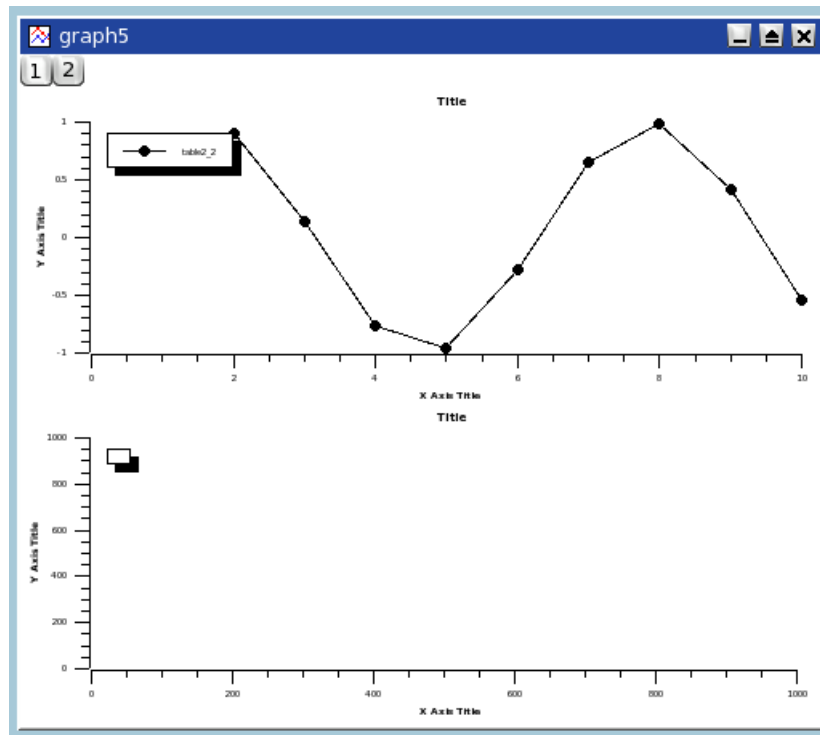 graph5
1 2
Title
1
table2_2
0.5
0
-0.5
-1
Y Axis Title
0 2 4 6 8 10
X Axis Title
Title
1000
800
600
400
200
0
Y Axis Title
0 200 400 600 800 1000
X Axis Title